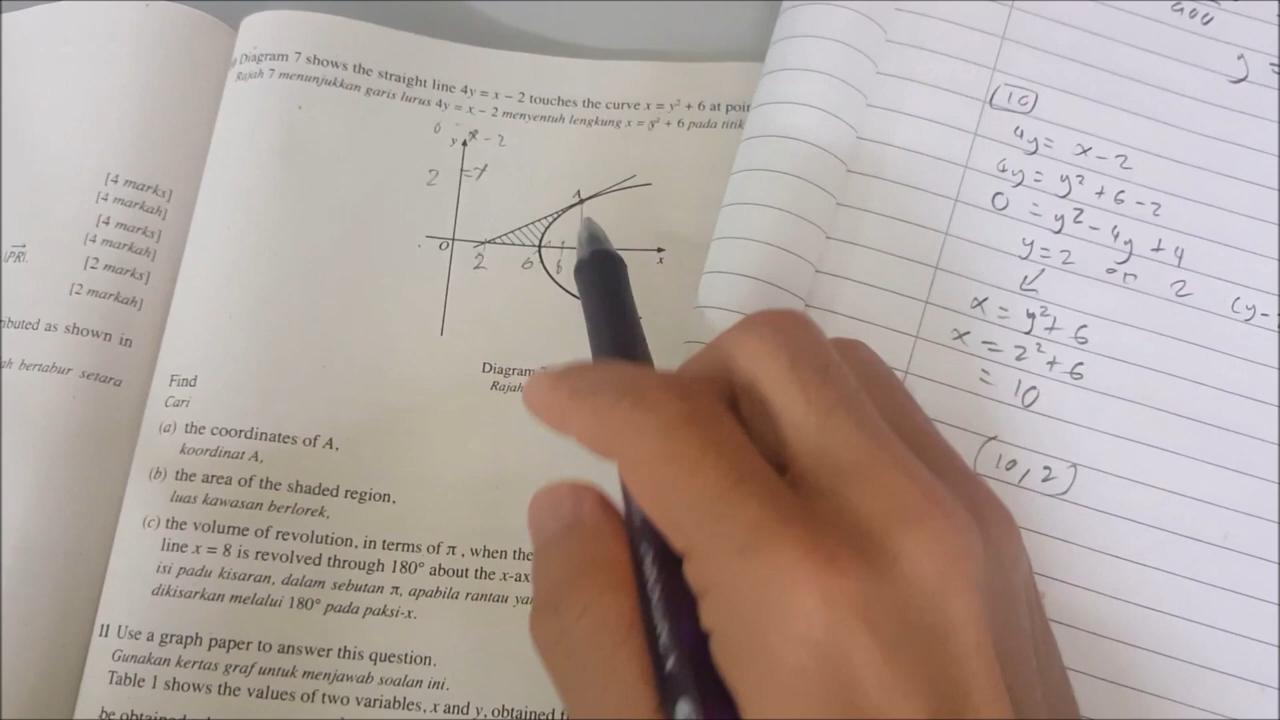 [4 marks]
[4 markah]
[4 marks]
[4 markah]
[2 marks]
[2 markah]
|PR|.
ributed as shown in
ah bertabur setara
Diagram 7 shows the straight line 4y = x − 2 touches the curve x = y² + 6 at
Rajah 7 menunjukkan garis lurus 4y = x − 2 menyentuh lengkung x = y² + 6 pada titik
0
y
x - 2
2
A
O
2
6
8
x
Diagram
Rajah
Find
Cari
(a) the coordinates of A,
koordinat A,
(b) the area of the shaded region,
luas kawasan berlorek,
(c) the volume of revolution, in terms of π, when the
line x = 8 is revolved through 180° about the
isi padu kisaran, dalam sebutan π, apabila rantau
dikisarkan melalui 180° pada paksi-x.
11 Use a graph paper to answer this question.
Gunakan kertas graf untuk menjawab soalan ini.
Table 1 shows the values of two variables, x and y, obtained
y =
10
4y = x - 2
4y = y² + 6 - 2
0 = y² - 4y + 4
y = 2 or 2 (y -
x = y² + 6
x = 2² + 6
= 10
(10, 2)